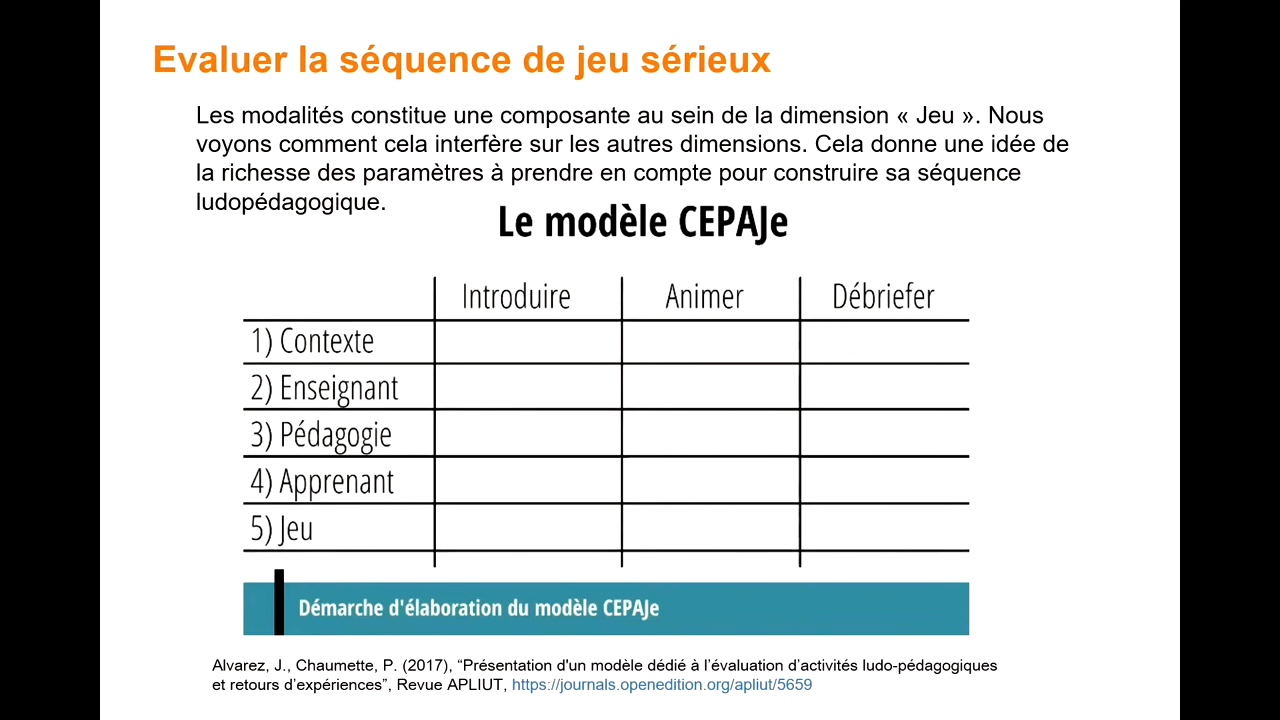 Evaluer la séquence de jeu sérieux
Les modalités constitue une composante au sein de la dimension « Jeu ». Nous
voyons comment cela interfère sur les autres dimensions. Cela donne une idée de
la richesse des paramètres à prendre en compte pour construire sa séquence
ludopédagogique.
Le modèle CEPAJe
Introduire Animer Débriefer
1) Contexte
2) Enseignant
3) Pédagogie
4) Apprenant
5) Jeu
Démarche d'élaboration du modèle CEPAJe
Alvarez, J., Chaumette, P. (2017), “Présentation d'un modèle dédié à l’évaluation d’activités ludo-pédagogiques
et retours d’expériences”, Revue APLIUT, https://journals.openedition.org/apliut/5659